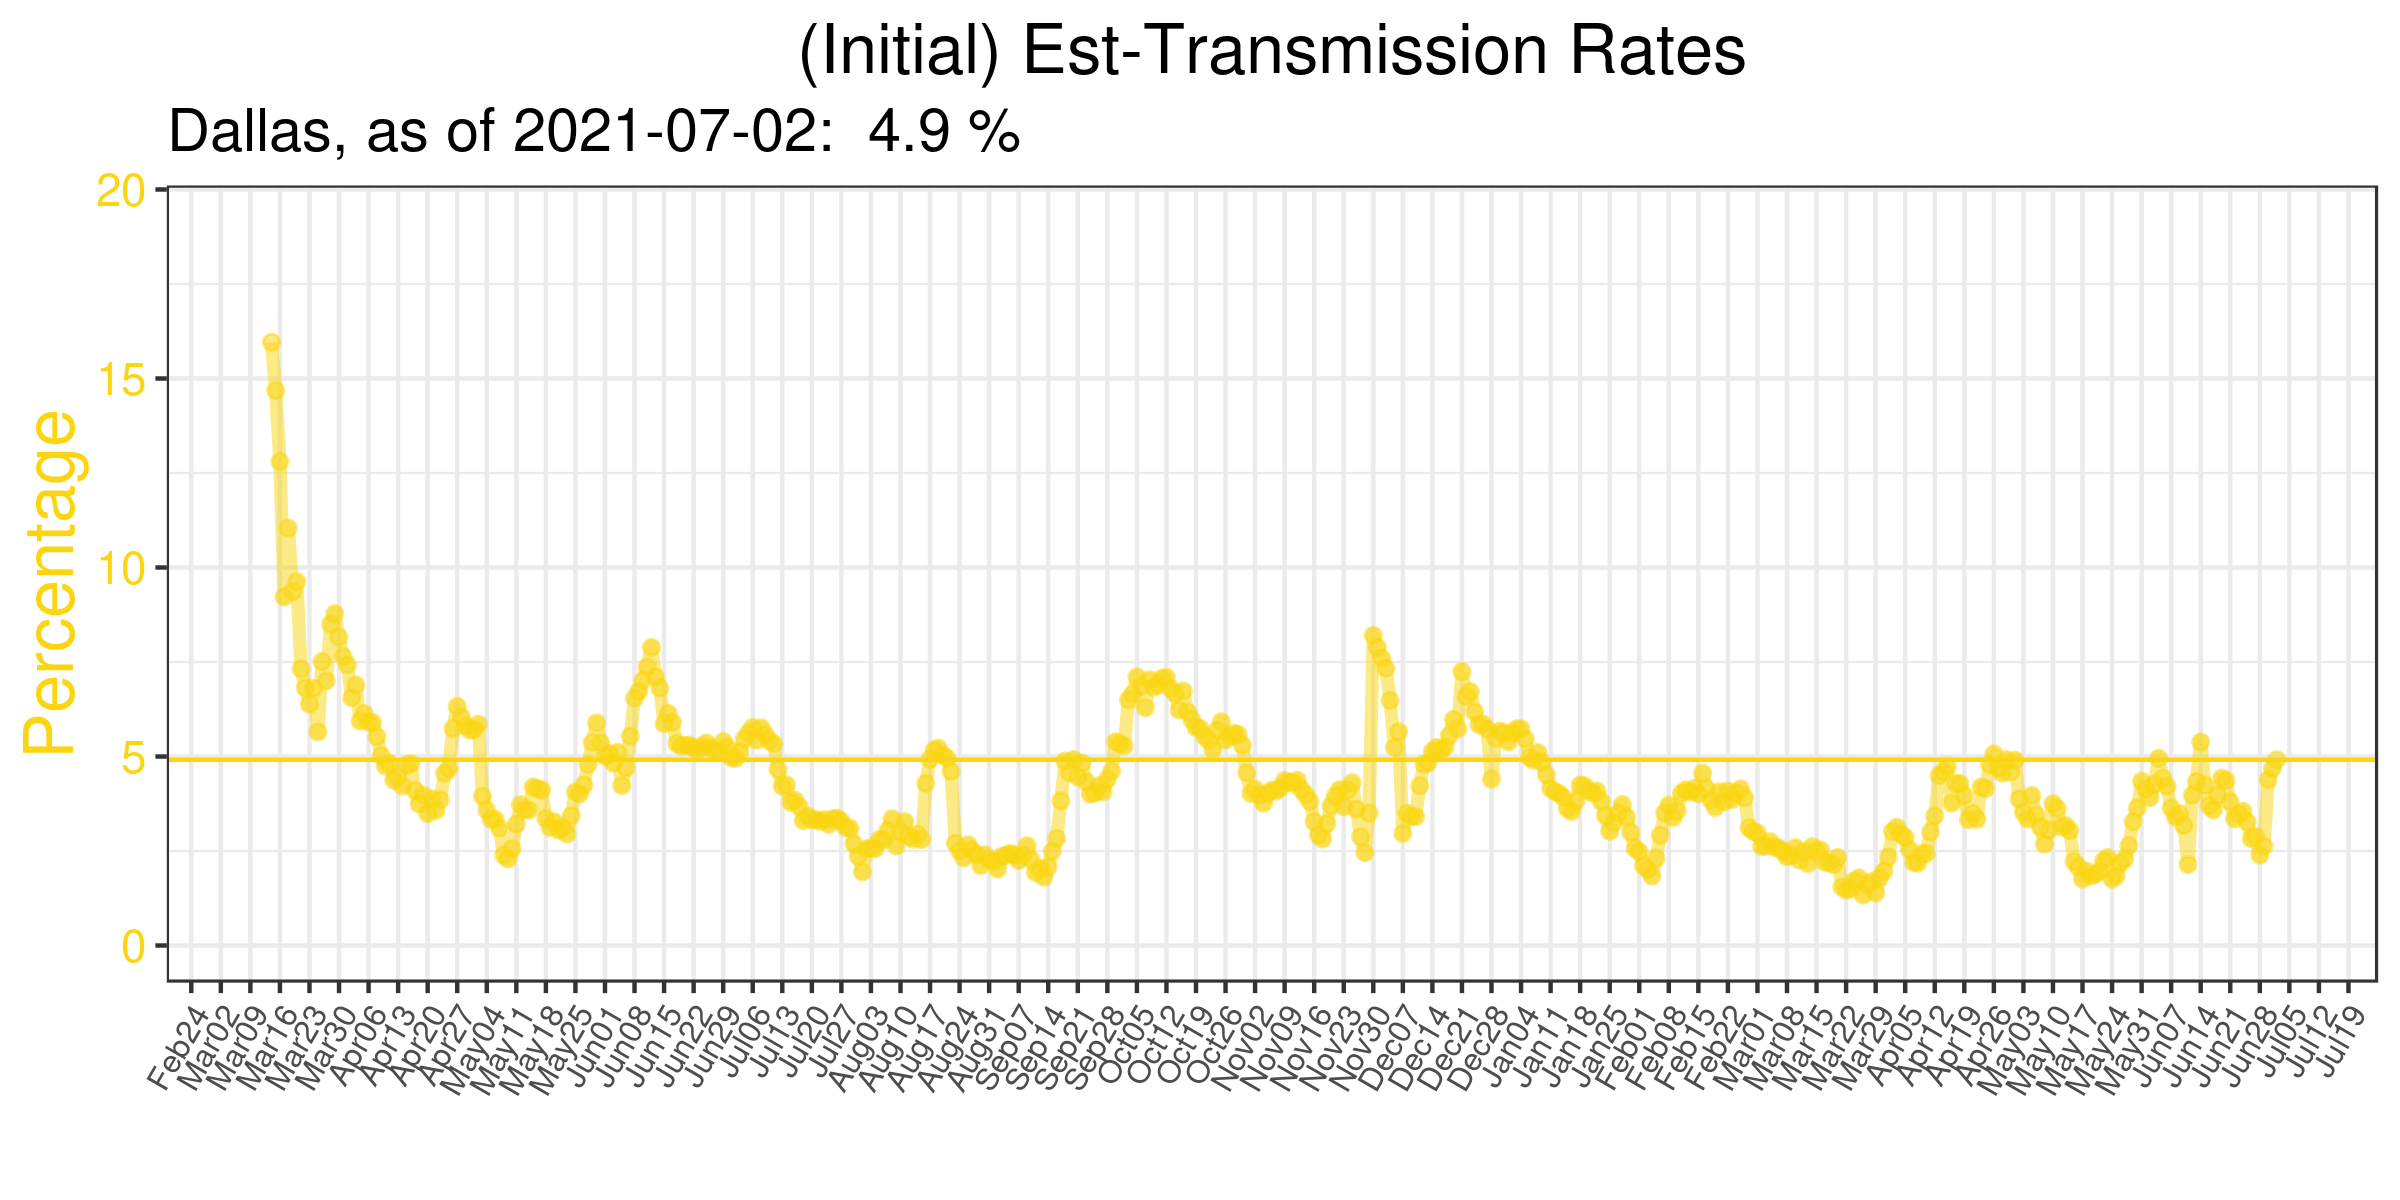 (Initial) Est-Transmission Rates
Dallas, as of 2021-07-02:  4.9 %
Percentage
20
15
10
5
0
Feb24
Mar02
Mar09
Mar16
Mar23
Mar30
Apr06
Apr13
Apr20
Apr27
May04
May11
May18
May25
Jun01
Jun08
Jun15
Jun22
Jun29
Jul06
Jul13
Jul20
Jul27
Aug03
Aug10
Aug17
Aug24
Aug31
Sep07
Sep14
Sep21
Sep28
Oct05
Oct12
Oct19
Oct26
Nov02
Nov09
Nov16
Nov23
Nov30
Dec07
Dec14
Dec21
Dec28
Jan04
Jan11
Jan18
Jan25
Feb01
Feb08
Feb15
Feb22
Mar01
Mar08
Mar15
Mar22
Mar29
Apr05
Apr12
Apr19
Apr26
May03
May10
May17
May24
May31
Jun07
Jun14
Jun21
Jun28
Jul05
Jul12
Jul19